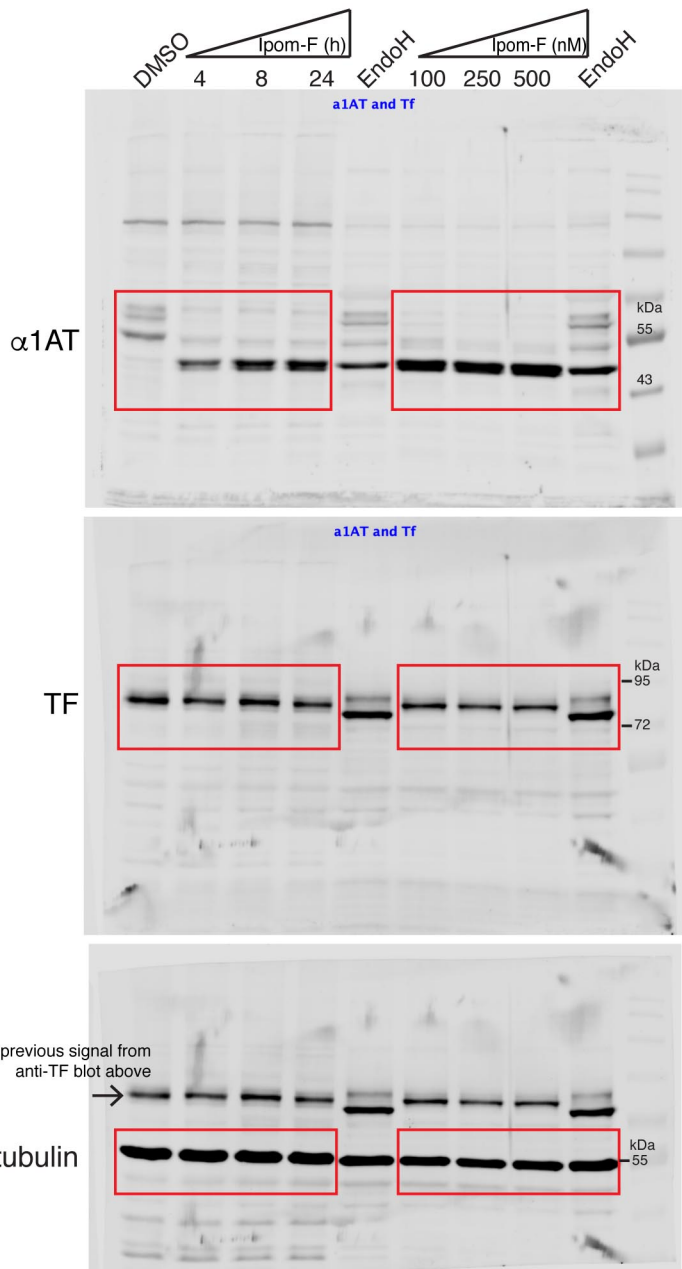 DMSO
Ipom-F (h)
4 8 24
EndoH
Ipom-F (nM)
100 250 500
EndoH
a1AT and Tf
α1AT
kDa
55
43
a1AT and Tf
TF
kDa
95
72
previous signal from
anti-TF blot above
tubulin
kDa
55